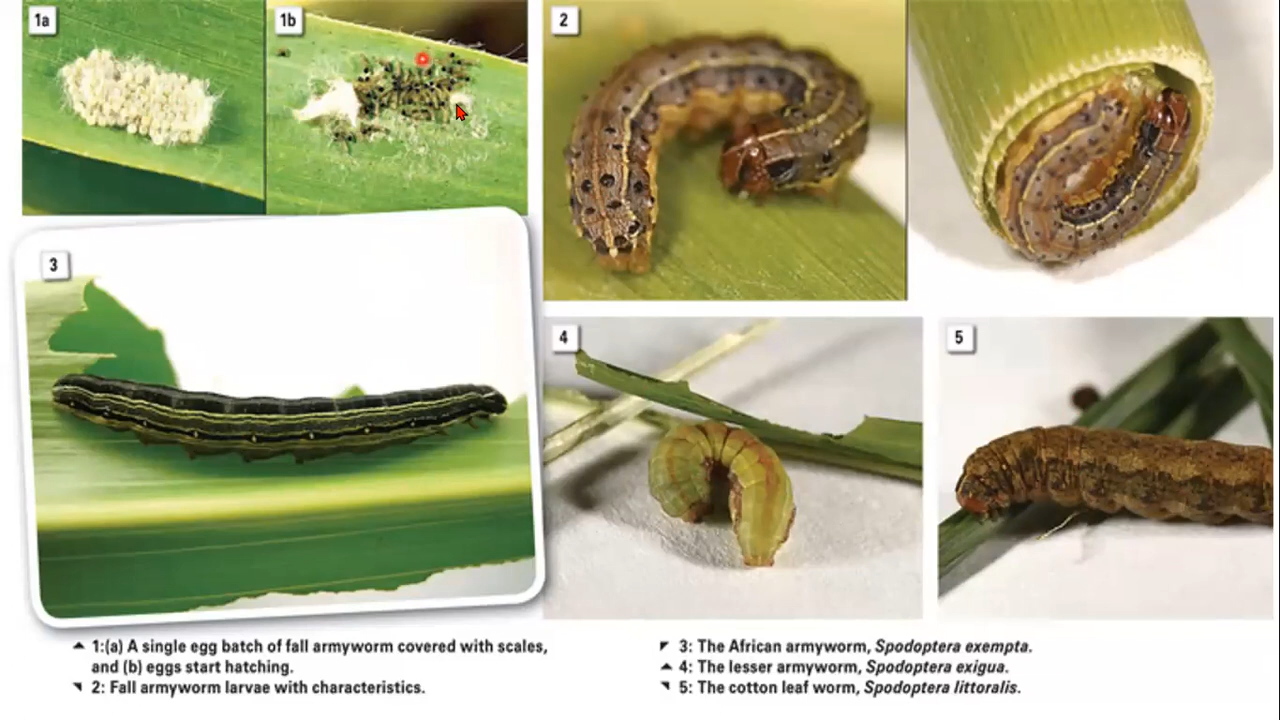 1a
1b
2
3
4
5
1:(a) A single egg batch of fall armyworm covered with scales,
and (b) eggs start hatching.
2: Fall armyworm larvae with characteristics.
3: The African armyworm, Spodoptera exempta.
4: The lesser armyworm, Spodoptera exigua.
5: The cotton leaf worm, Spodoptera littoralis.